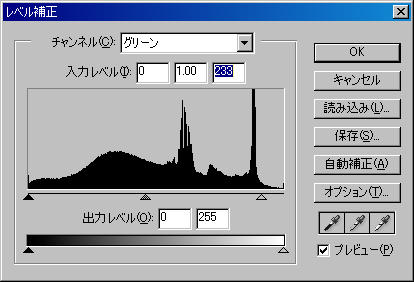 レベル補正
チャンネル(C): グリーン
入力レベル(I): 0 1.00 233
出力レベル(O): 0 255
OK
キャンセル
読み込み(L)...
保存(S)...
自動補正(A)
オプション(T)...
プレビュー(P)